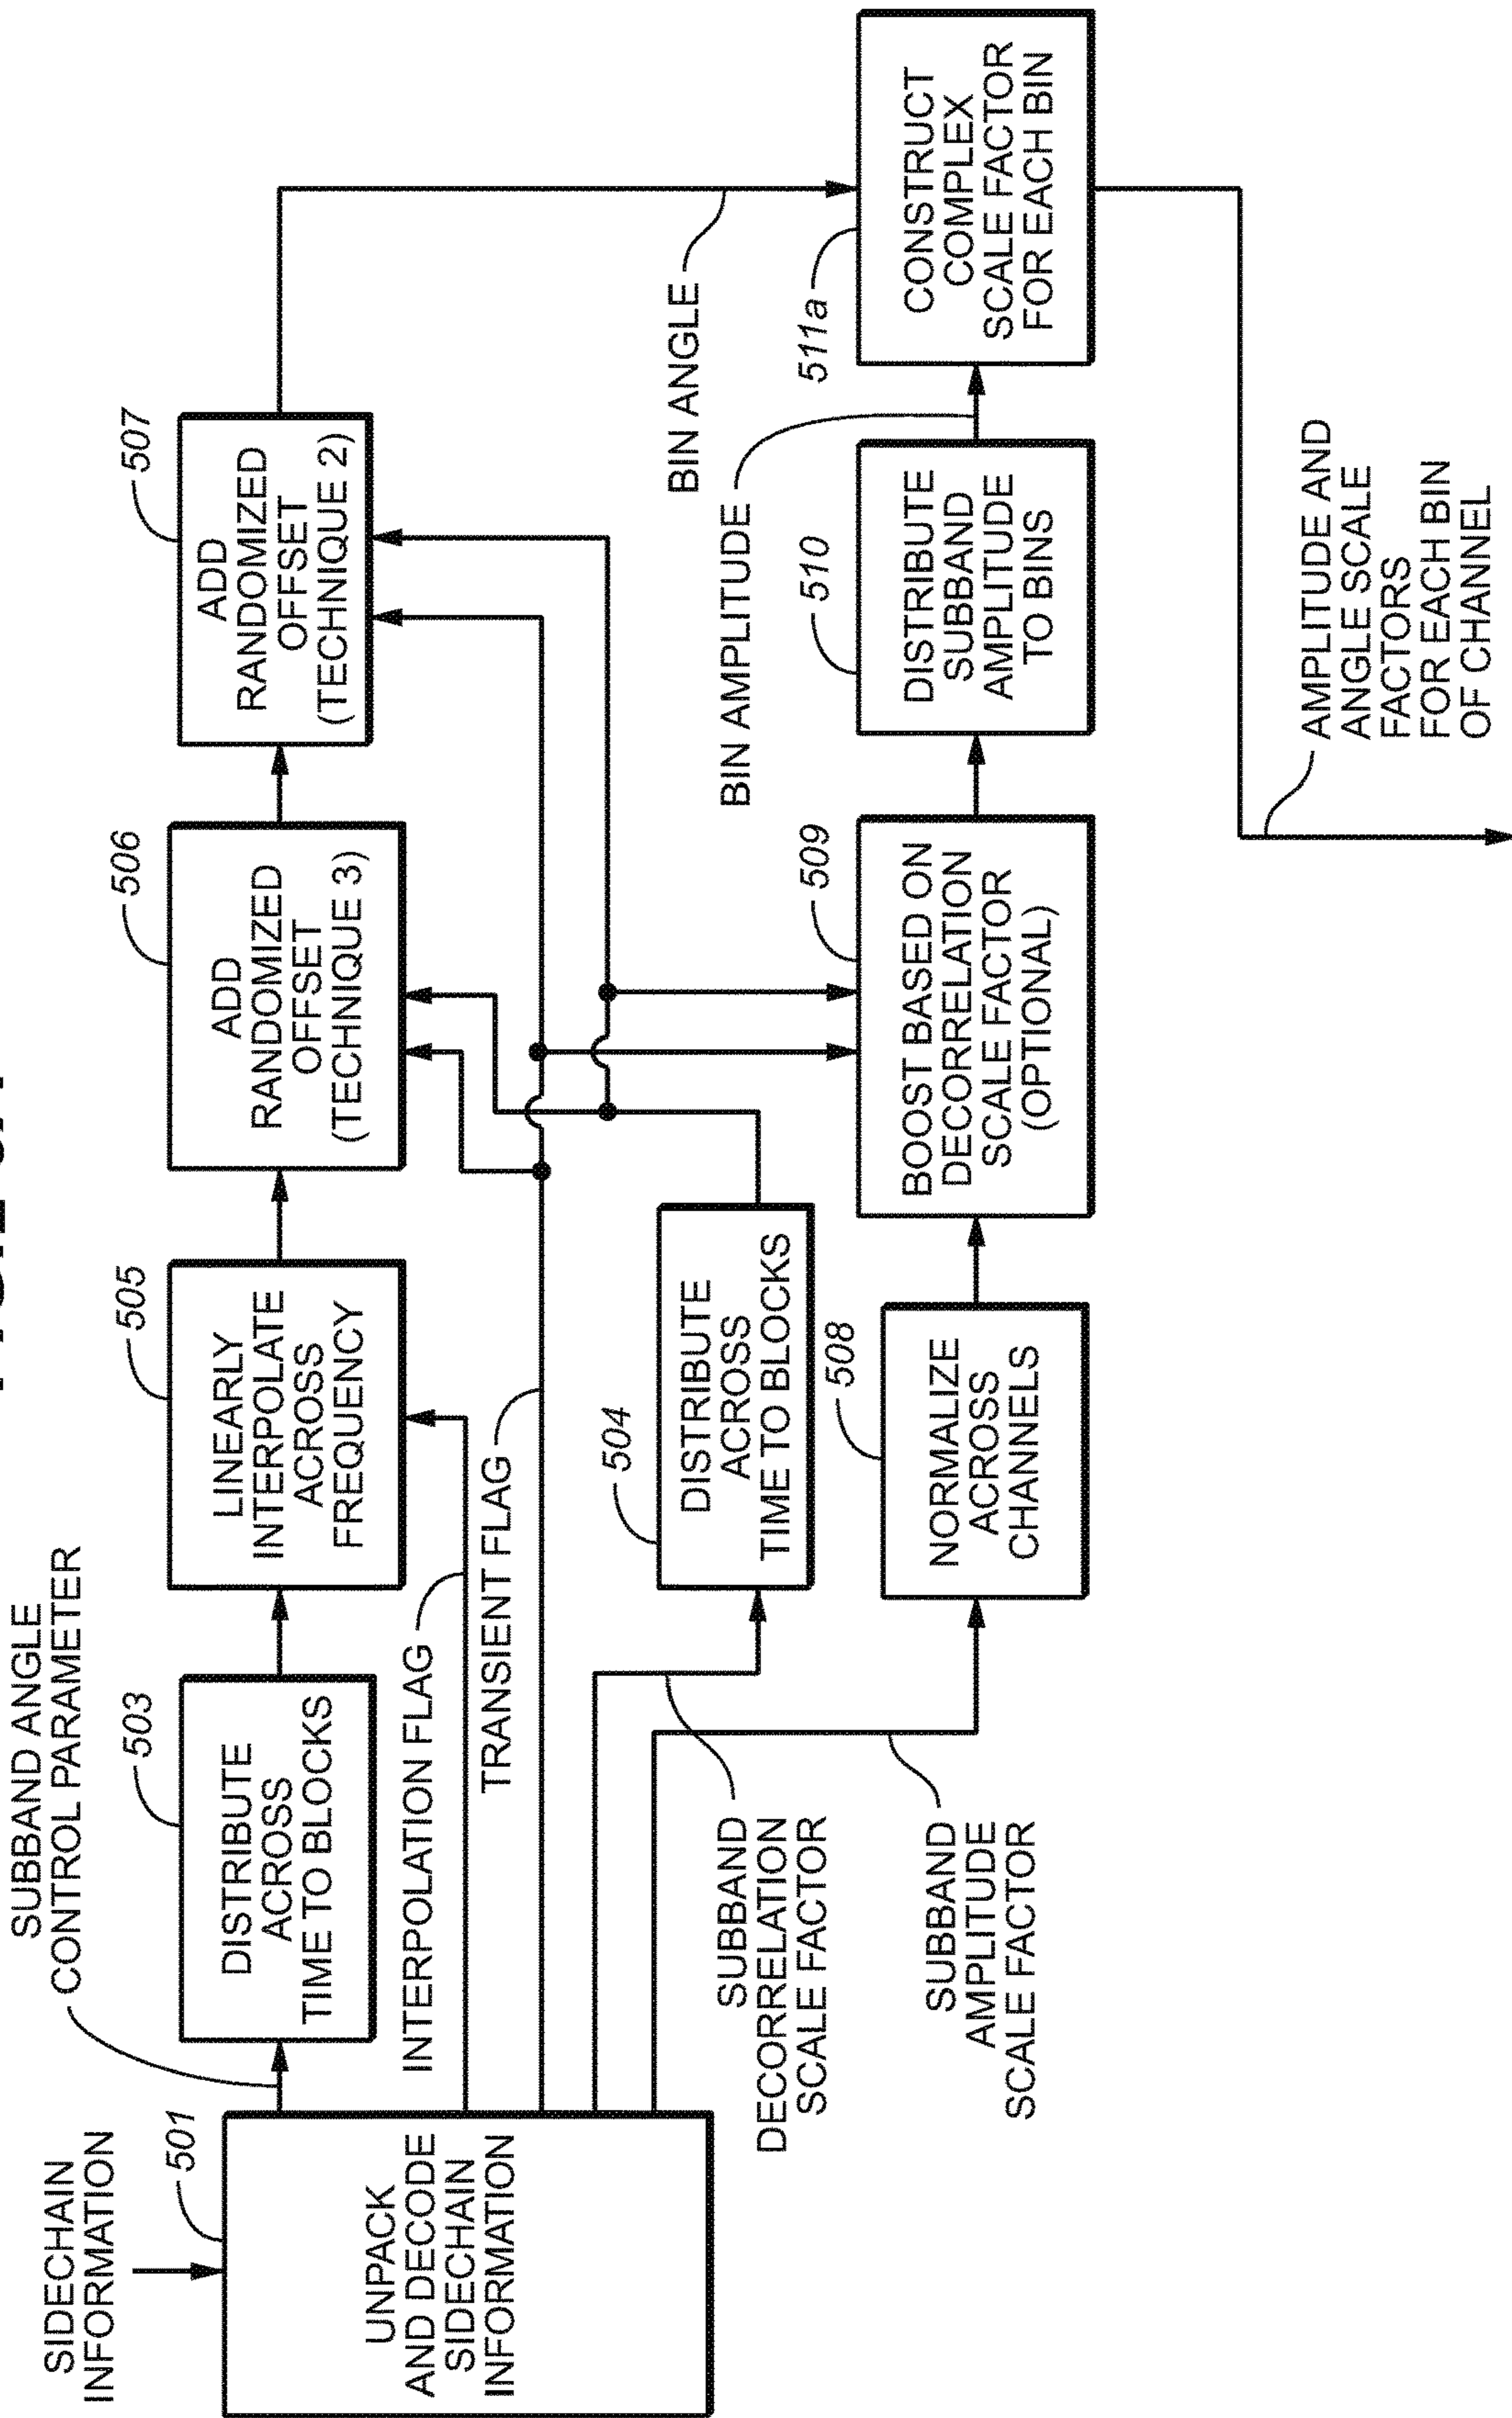 SIDECHAIN
INFORMATION
501
UNPACK
AND DECODE
SIDECHAIN
INFORMATION
SUBBAND ANGLE
CONTROL PARAMETER
503
DISTRIBUTE
ACROSS
TIME TO BLOCKS
505
LINEARLY
INTERPOLATE
ACROSS
FREQUENCY
506
ADD
RANDOMIZED
OFFSET
(TECHNIQUE 3)
507
ADD
RANDOMIZED
OFFSET
(TECHNIQUE 2)
INTERPOLATION FLAG
TRANSIENT FLAG
504
DISTRIBUTE
ACROSS
TIME TO BLOCKS
SUBBAND
DECORRELATION
SCALE FACTOR
SUBBAND
AMPLITUDE
SCALE FACTOR
508
NORMALIZE
ACROSS
CHANNELS
509
BOOST BASED ON
DECORRELATION
SCALE FACTOR
(OPTIONAL)
510
DISTRIBUTE
SUBBAND
AMPLITUDE
TO BINS
BIN AMPLITUDE
BIN ANGLE
511a
CONSTRUCT
COMPLEX
SCALE FACTOR
FOR EACH BIN
AMPLITUDE AND
ANGLE SCALE
FACTORS
FOR EACH BIN
OF CHANNEL